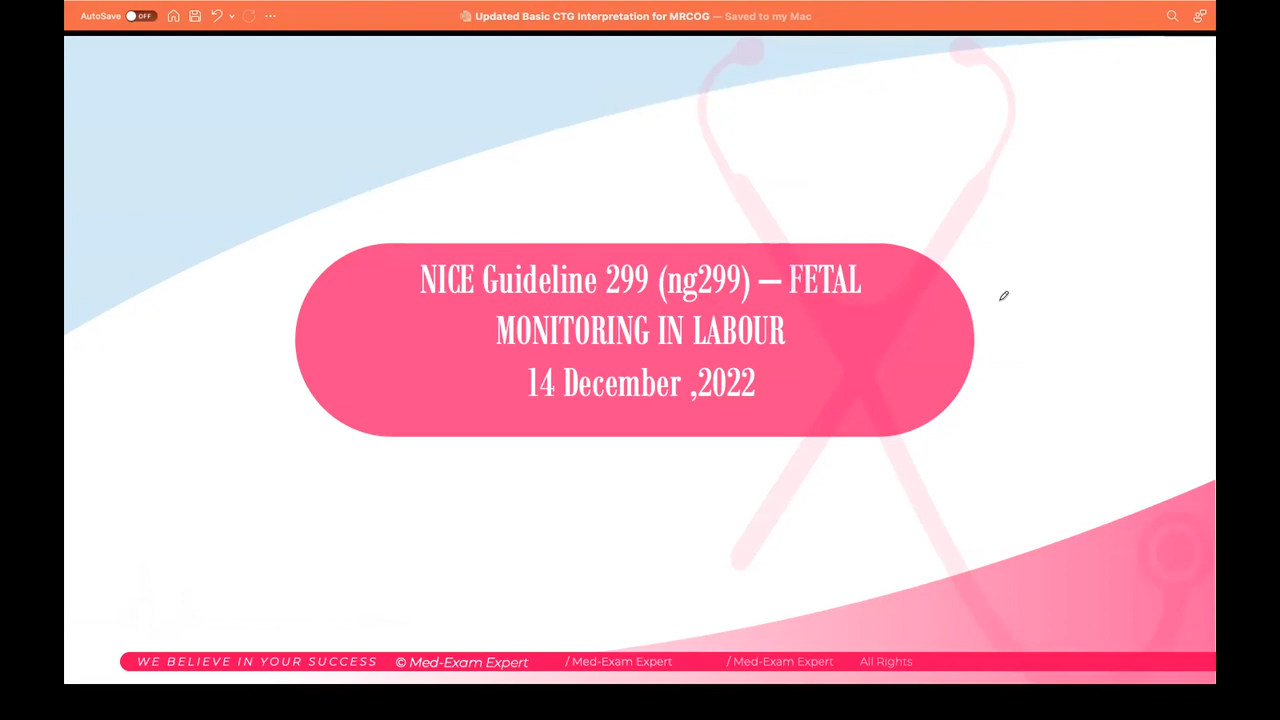 AutoSave OFF
Updated Basic CTG Interpretation for MRCOG — Saved to my Mac
NICE Guideline 299 (ng299) – FETAL
MONITORING IN LABOUR
14 December ,2022
WE BELIEVE IN YOUR SUCCESS © Med-Exam Expert / Med-Exam Expert / Med-Exam Expert All Rights